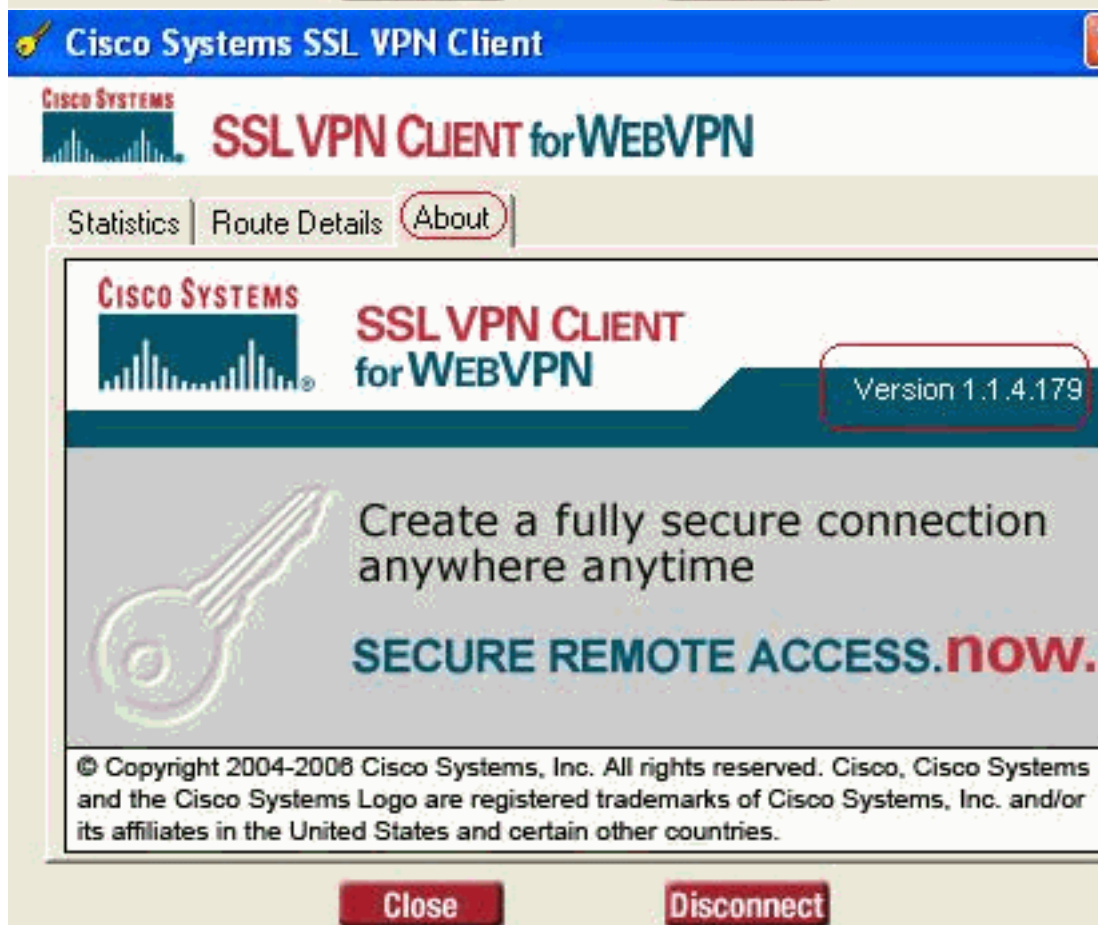 Cisco Systems SSL VPN Client
CISCO SYSTEMS
SSL VPN CLIENT for WEBVPN
Statistics Route Details About
CISCO SYSTEMS
SSL VPN CLIENT
for WEBVPN
Version 1.1.4.179
Create a fully secure connection
anywhere anytime
SECURE REMOTE ACCESS.now.
© Copyright 2004-2006 Cisco Systems, Inc. All rights reserved. Cisco, Cisco Systems
and the Cisco Systems Logo are registered trademarks of Cisco Systems, Inc. and/or
its affiliates in the United States and certain other countries.
Close Disconnect